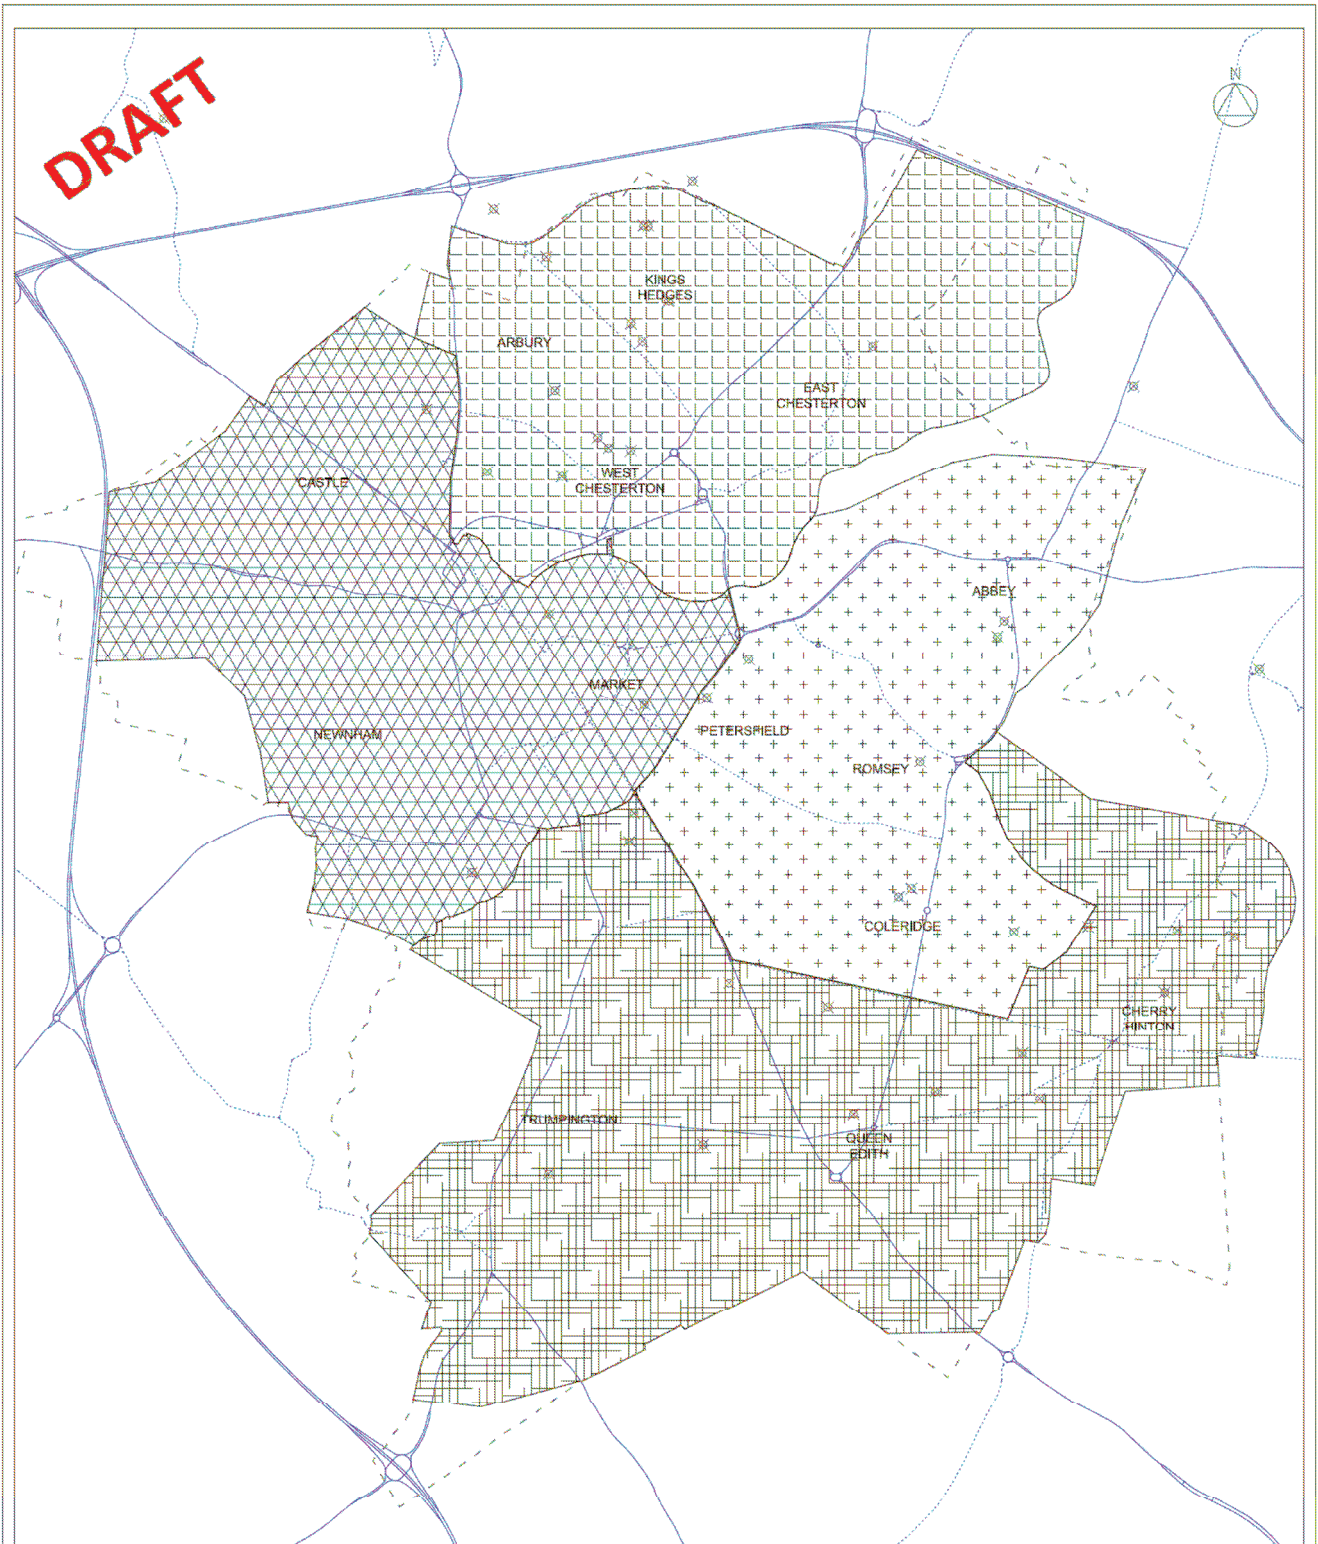 N
DRAFT
KINGS
HEDGES
ARBURY
EAST
CHESTERTON
CASTLE
WEST
CHESTERTON
ABBEY
MARKET
PETERSFIELD
NEWNHAM
ROMSEY
COLERIDGE
CHERRY
HINTON
TRUMPINGTON
QUEEN
EDITH